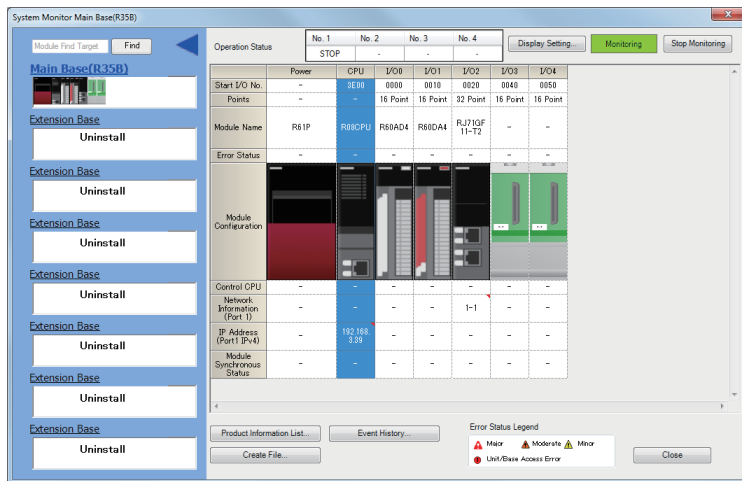 System Monitor Main Base(R35B)
Module Find Target Find
Main Base(R35B)
Extension Base
Uninstall
Extension Base
Uninstall
Extension Base
Uninstall
Extension Base
Uninstall
Extension Base
Uninstall
Extension Base
Uninstall
Extension Base
Uninstall
Operation Status
No. 1 No. 2 No. 3 No. 4
STOP - - -
Display Setting... Monitoring Stop Monitoring
Power CPU I/O0 I/O1 I/O2 I/O3 I/O4
Start I/O No. - 3E00 0000 0010 0020 0040 0050
Points - - 16 Point 16 Point 32 Point 16 Point 16 Point
Module Name R61P R08CPU R60AD4 R60DA4 RJ71GF - -
11-T2
Error Status - - - - - - -
Module
Configuration
Control CPU - - - - - - -
Network
Information - - - - 1-1 - -
(Port 1)
IP Address - 192.168. - - - - -
(Port1 IPv4) 3.39
Module
Synchronous - - - - - - -
Status
Product Information List... Event History...
Create File...
Error Status Legend
Major Moderate Minor
Unit/Base Access Error
Close